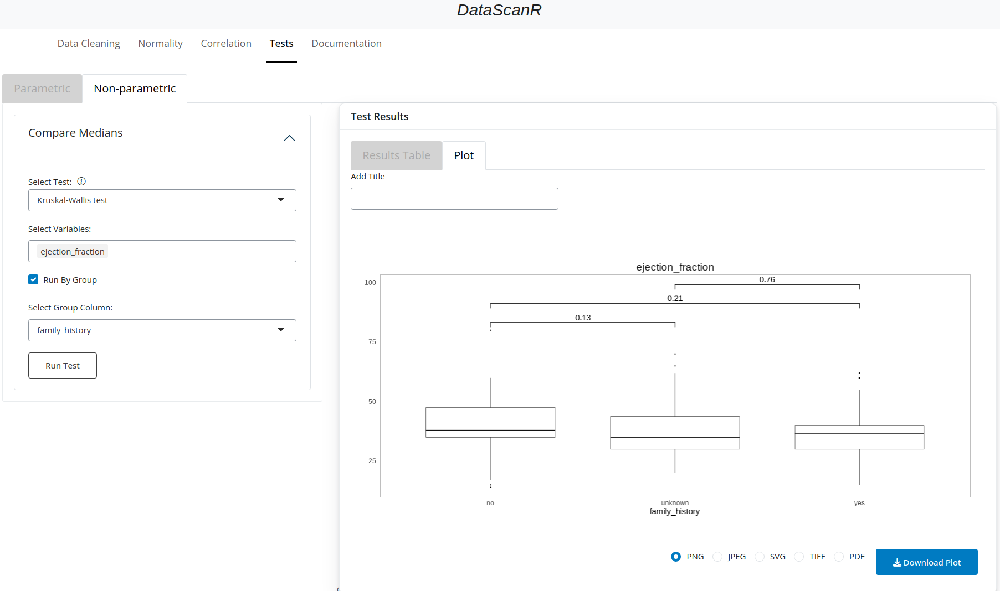 DataScanR
Data Cleaning Normality Correlation Tests Documentation
Parametric Non-parametric
Compare Medians
Select Test:
Kruskal-Wallis test
Select Variables:
ejection_fraction
Run By Group
Select Group Column:
family_history
Run Test
Test Results
Results Table Plot
Add Title
ejection_fraction
100
75
50
25
0.76
0.21
0.13
no unknown yes
family_history
PNG JPEG SVG TIFF PDF Download Plot